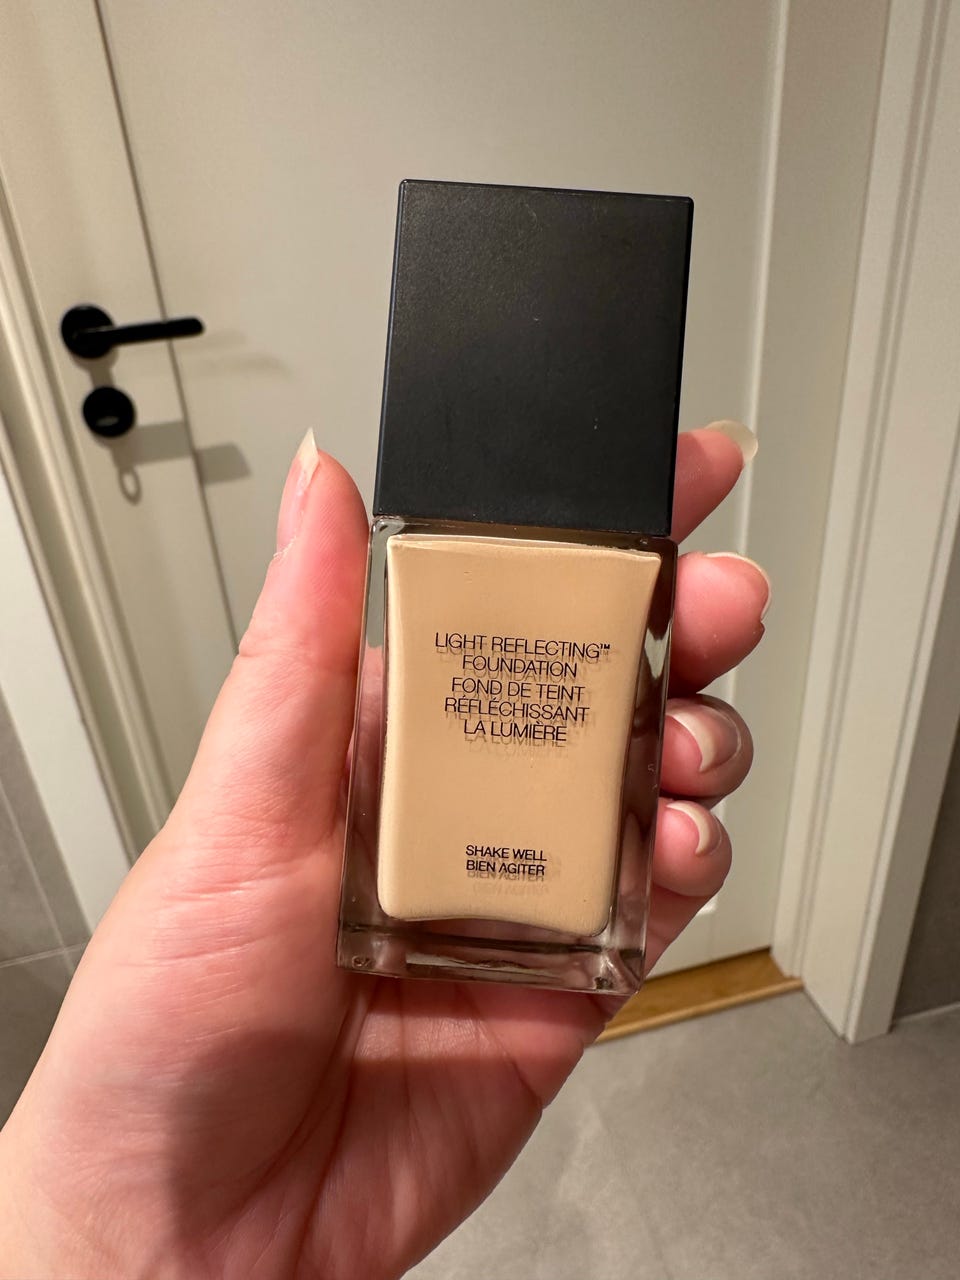 LIGHT REFLECTING™
FOUNDATION
FOND DE TEINT
RÉFLÉCHISSANT
LA LUMIÈRE
SHAKE WELL
BIEN AGITER